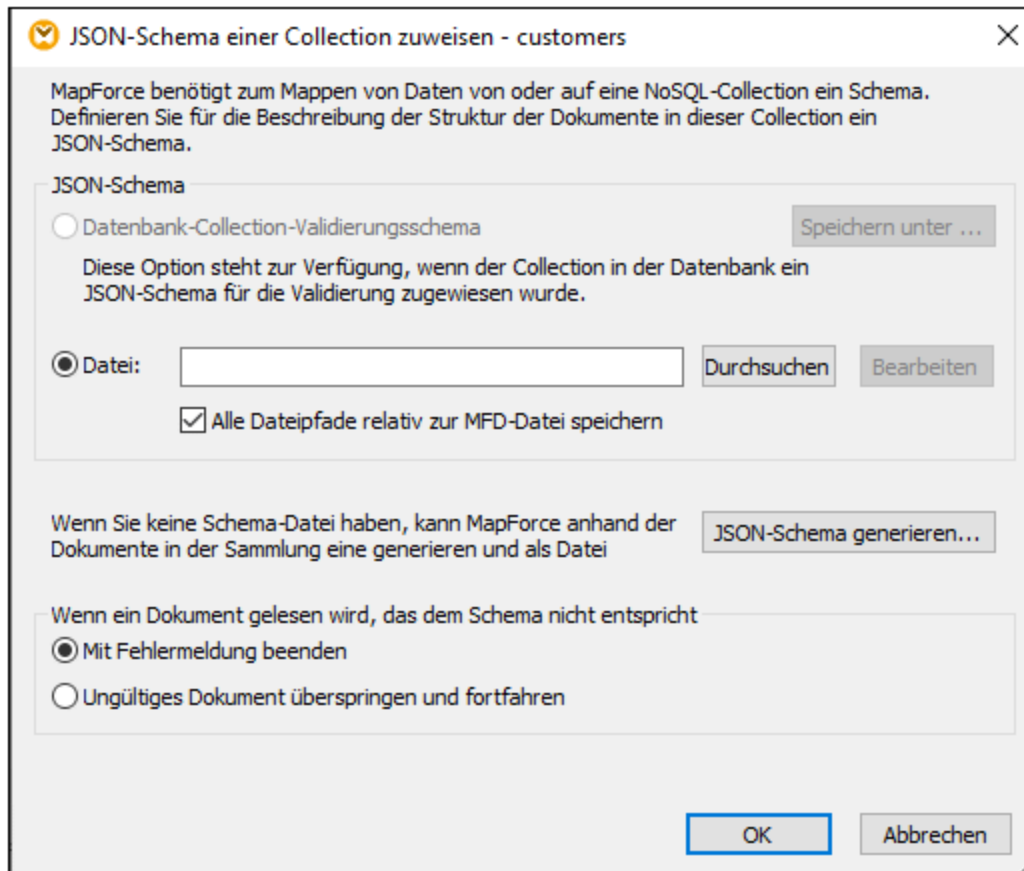 JSON-Schema einer Collection zuweisen - customers
MapForce benötigt zum Mappen von Daten von oder auf eine NoSQL-Collection ein Schema.
Definieren Sie für die Beschreibung der Struktur der Dokumente in dieser Collection ein
JSON-Schema.
JSON-Schema
Datenbank-Collection-Validierungsschema
Speichern unter ...
Diese Option steht zur Verfügung, wenn der Collection in der Datenbank ein
JSON-Schema für die Validierung zugewiesen wurde.
Datei:
Durchsuchen
Bearbeiten
Alle Dateipfade relativ zur MFD-Datei speichern
Wenn Sie keine Schema-Datei haben, kann MapForce anhand der
Dokumente in der Sammlung eine generieren und als Datei
JSON-Schema generieren...
Wenn ein Dokument gelesen wird, das dem Schema nicht entspricht
Mit Fehlermeldung beenden
Ungültiges Dokument überspringen und fortfahren
OK
Abbrechen